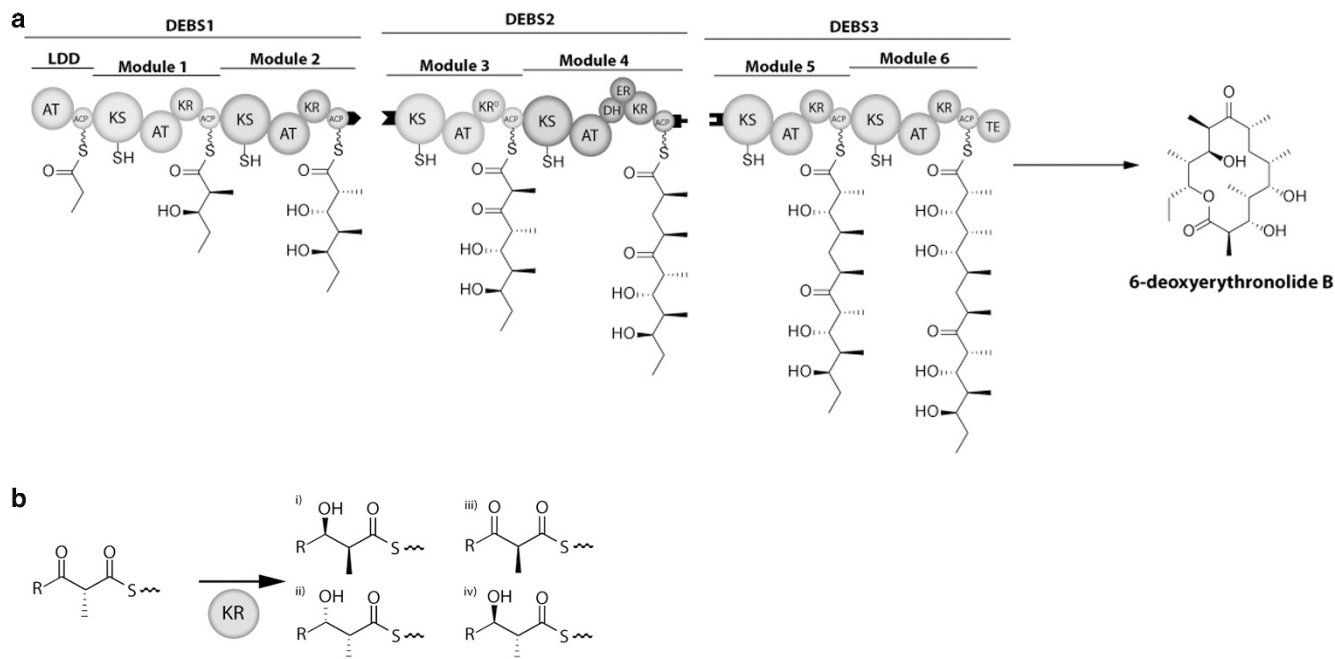 a
DEBS1 DEBS2 DEBS3
LDD Module 1 Module 2 Module 3 Module 4 Module 5 Module 6
AT ACP KS AT KR ACP KS AT KR ACP KS AT KR⁰ ACP KS AT DH ER KR ACP KS AT KR ACP KS AT KR ACP TE
SH SH SH SH SH SH
S S S S S S S
O O O O O O O
HO HO O HO HO
HO HO O HO HO
HO HO O HO
HO O
HO HO
HO HO
O
OH
O
OH
O
OH
6-deoxyerythronolide B
b
O O
R S
KR
i) OH O
R S
ii) OH O
R S
iii) O O
R S
iv) OH O
R S